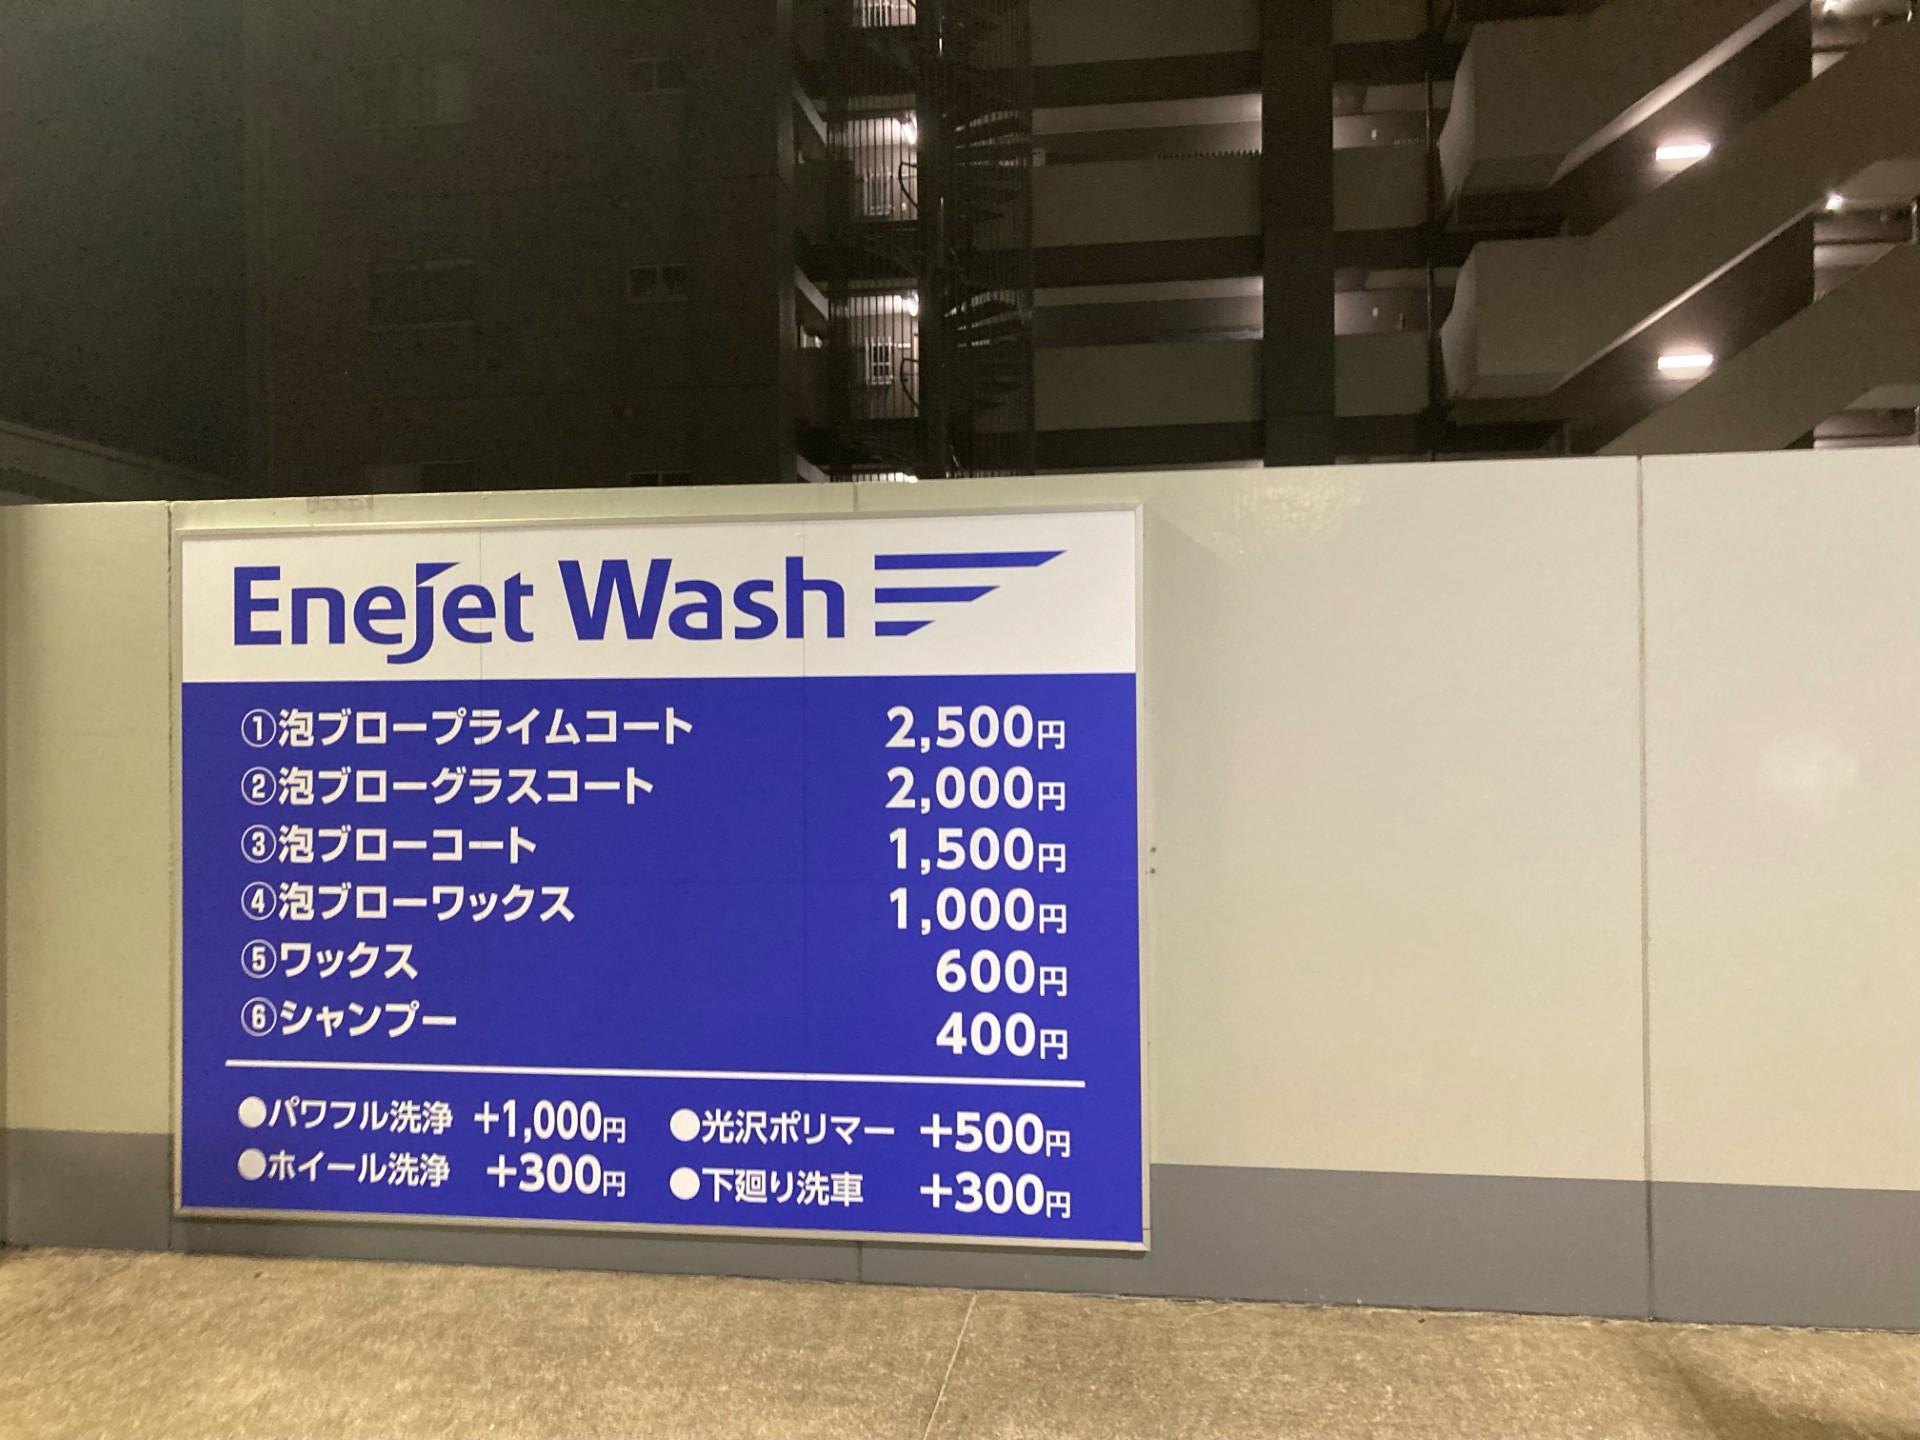 EneJet Wash
①泡ブロープライムコート 2,500円
②泡ブローグラスコート 2,000円
③泡ブローコート 1,500円
④泡ブローワックス 1,000円
⑤ワックス 600円
⑥シャンプー 400円
●パワフル洗浄 +1,000円 ●光沢ポリマー +500円
●ホイール洗浄 +300円 ●下廻り洗車 +300円